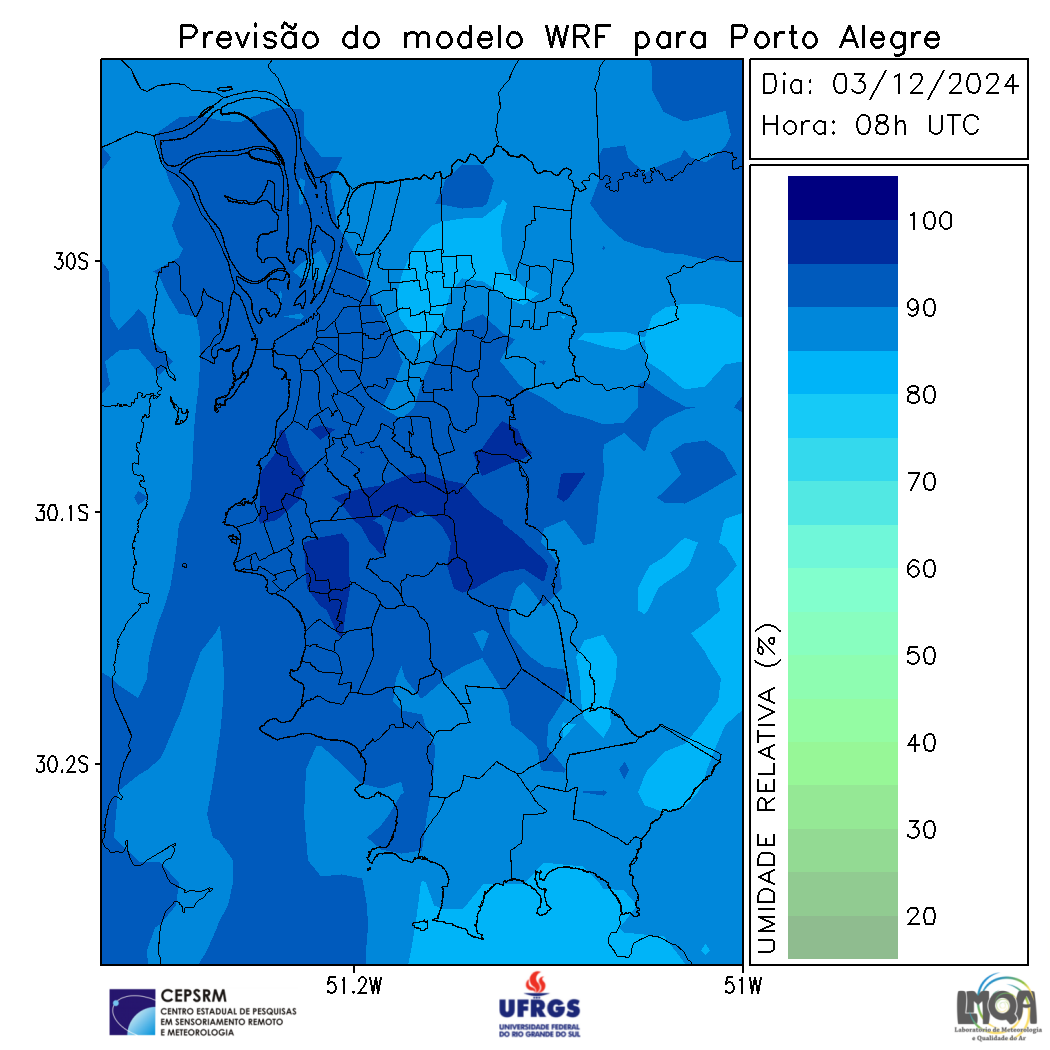 Previsão do modelo WRF para Porto Alegre
Dia: 03/12/2024
Hora: 08h UTC
100
90
80
70
60
50
40
30
20
UMIDADE RELATIVA (%)
30S
30.1S
30.2S
51.2W
51W
CEPSRM
CENTRO ESTADUAL DE PESQUISAS
EM SENSORIAMENTO REMOTO
E METEOROLOGIA
UFRGS
UNIVERSIDADE FEDERAL
DO RIO GRANDE DO SUL
LMQA
Laboratório de Meteorologia
e Qualidade do Ar